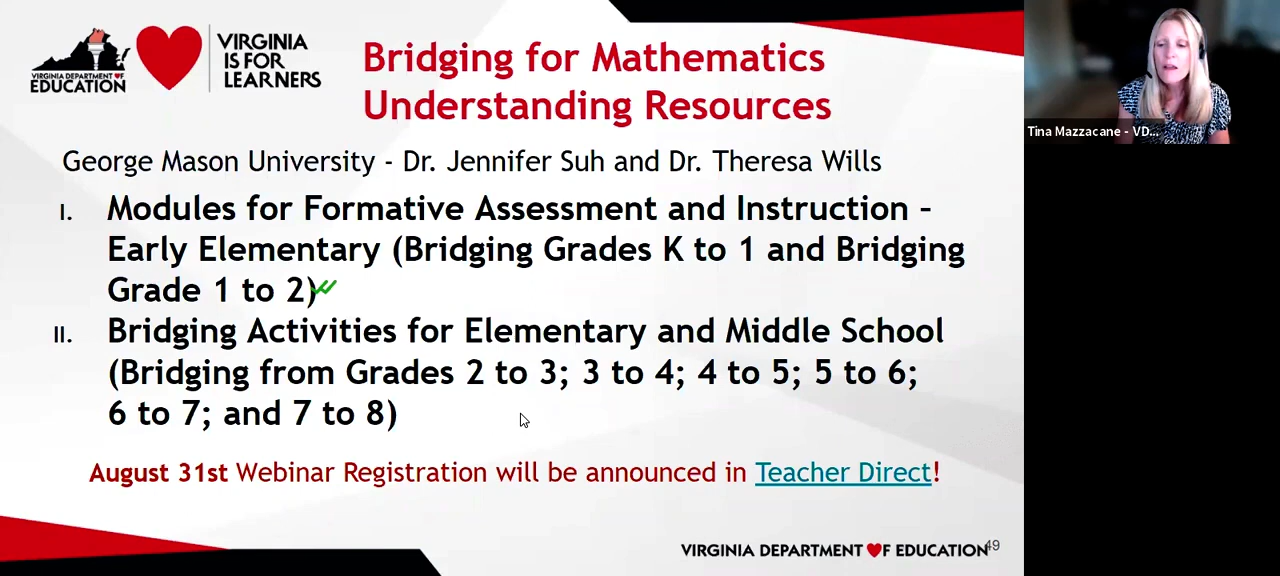 VIRGINIA DEPARTMENT OF
EDUCATION
VIRGINIA
IS FOR
LEARNERS
Bridging for Mathematics
Understanding Resources
George Mason University - Dr. Jennifer Suh and Dr. Theresa Wills
I. Modules for Formative Assessment and Instruction –
Early Elementary (Bridging Grades K to 1 and Bridging
Grade 1 to 2)
II. Bridging Activities for Elementary and Middle School
(Bridging from Grades 2 to 3; 3 to 4; 4 to 5; 5 to 6;
6 to 7; and 7 to 8)
August 31st Webinar Registration will be announced in Teacher Direct!
VIRGINIA DEPARTMENT OF EDUCATION
49
Tina Mazzacane - VD...